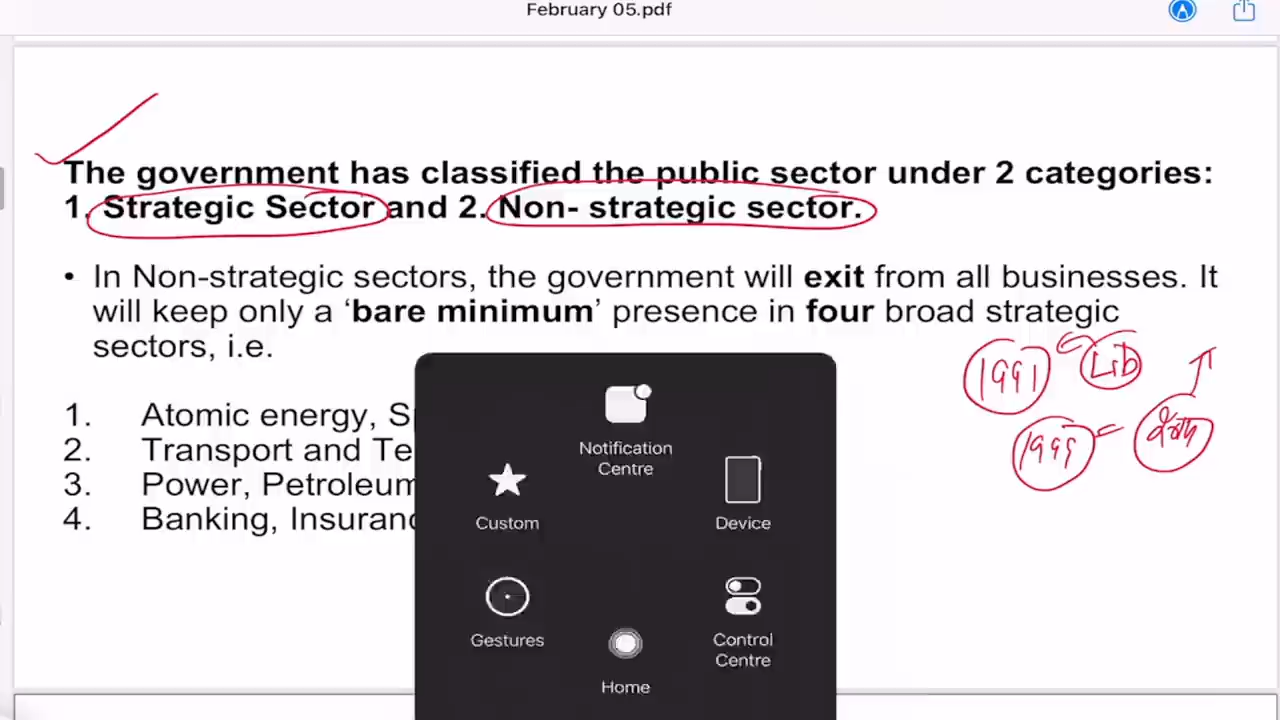 February 05.pdf
The government has classified the public sector under 2 categories:
1. Strategic Sector and 2. Non- strategic sector.
• In Non-strategic sectors, the government will exit from all businesses. It
will keep only a ‘bare minimum’ presence in four broad strategic
sectors, i.e.
1. Atomic energy,
2. Transport and
3. Power, Petroleum
4. Banking,
1991
Lib
Notification
Centre
Custom
Device
Gestures
Control
Centre
Home